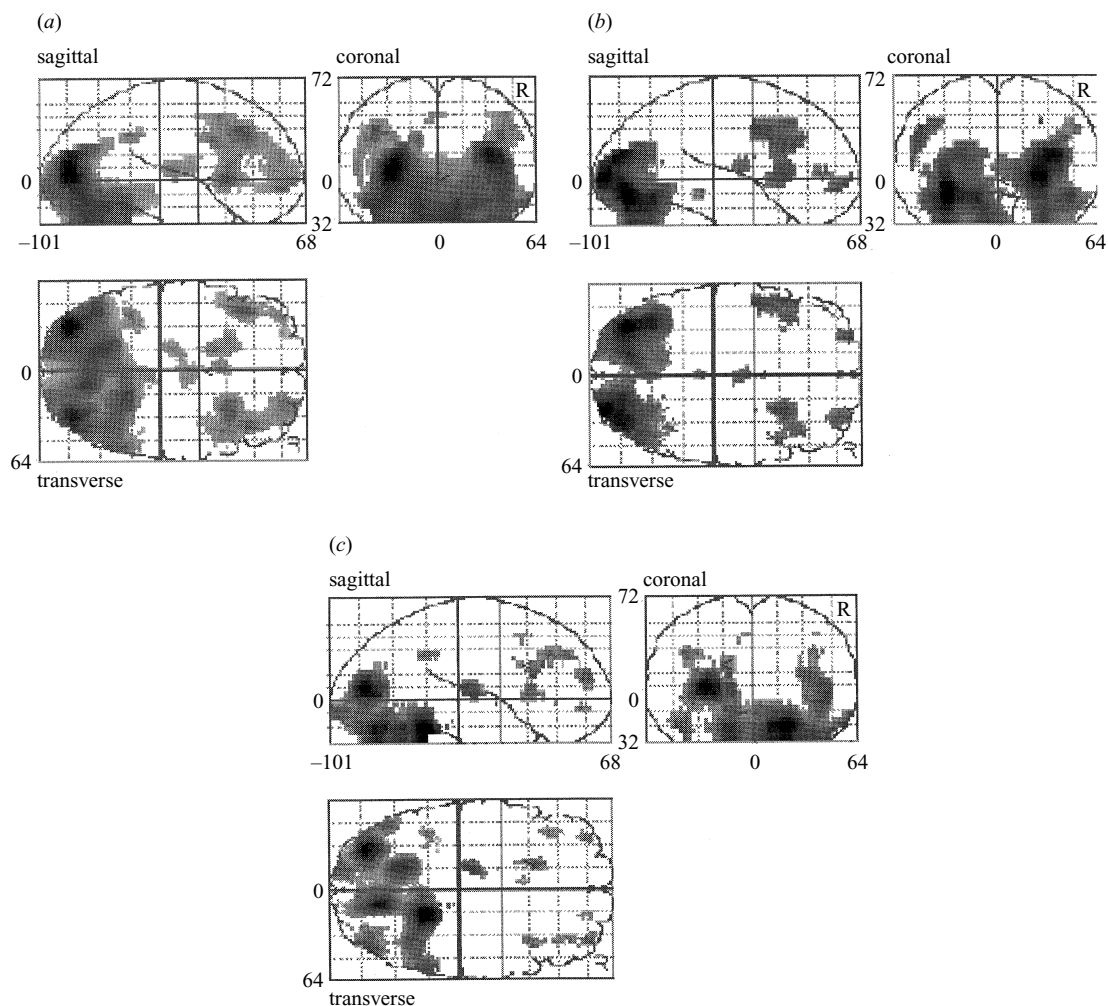 (a)
sagittal
coronal
72
R
0
0
32
–101
68
0
64
0
64
R
transverse
(b)
sagittal
coronal
72
R
0
0
32
–101
68
0
64
0
64
R
transverse
(c)
sagittal
coronal
72
R
0
0
32
–101
68
0
64
0
64
R
transverse